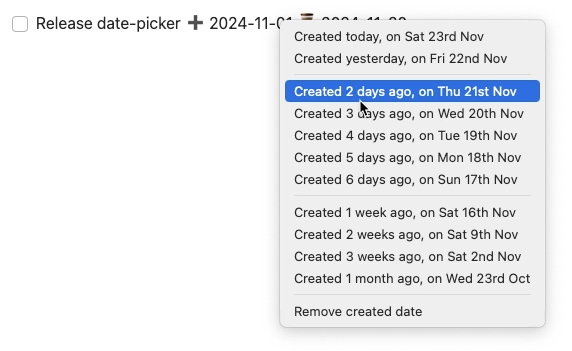 Release date-picker ➕ 2024-11-01 ⏳ 2024-11-20
Created today, on Sat 23rd Nov
Created yesterday, on Fri 22nd Nov
Created 2 days ago, on Thu 21st Nov
Created 3 days ago, on Wed 20th Nov
Created 4 days ago, on Tue 19th Nov
Created 5 days ago, on Mon 18th Nov
Created 6 days ago, on Sun 17th Nov
Created 1 week ago, on Sat 16th Nov
Created 2 weeks ago, on Sat 9th Nov
Created 3 weeks ago, on Sat 2nd Nov
Created 1 month ago, on Wed 23rd Oct
Remove created date